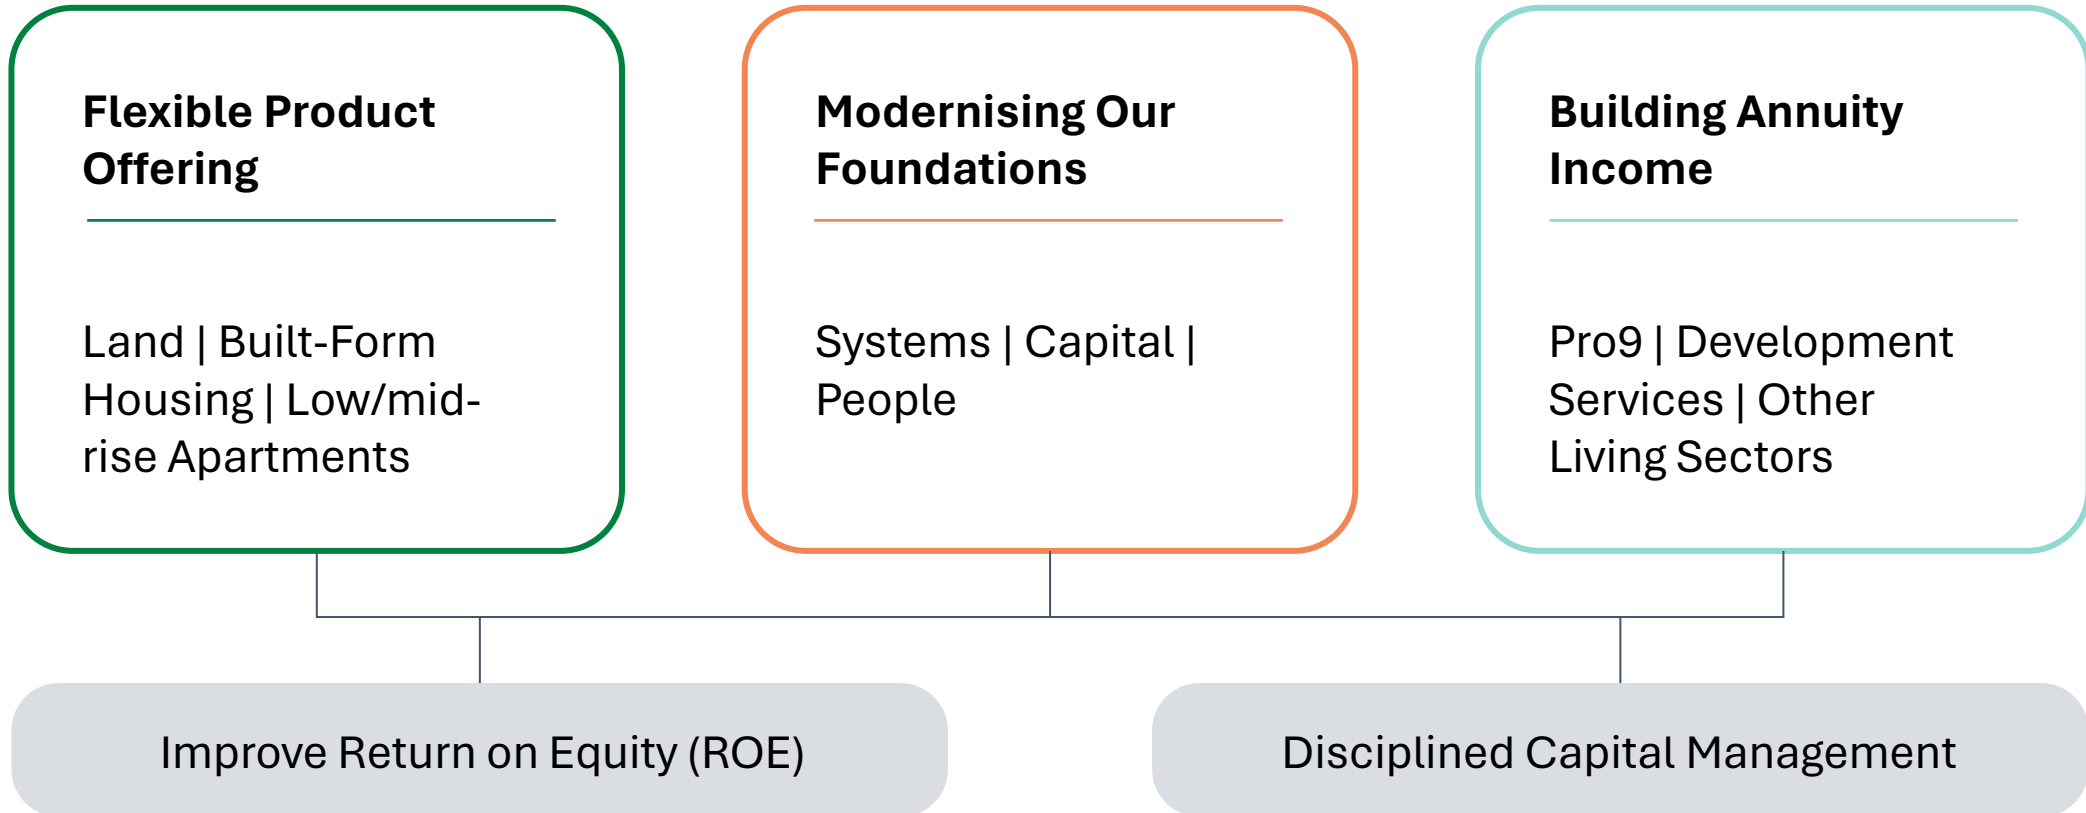 Flexible Product
Offering
Land | Built-Form
Housing | Low/mid-
rise Apartments
Modernising Our
Foundations
Systems | Capital |
People
Building Annuity
Income
Pro9 | Development
Services | Other
Living Sectors
Improve Return on Equity (ROE)
Disciplined Capital Management